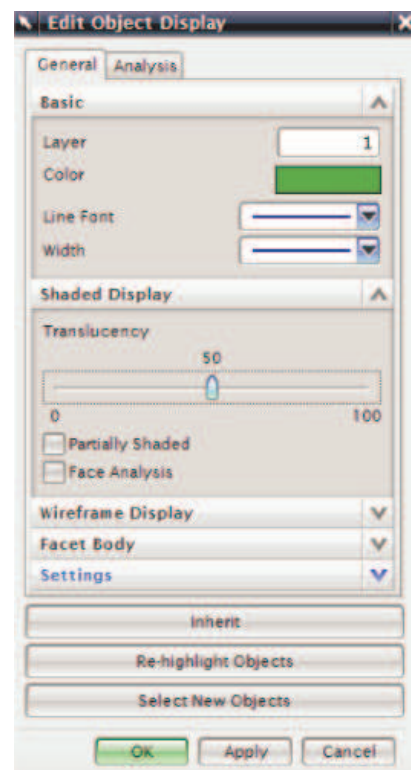 Edit Object Display
General Analysis
Basic
Layer 1
Color
Line Font
Width
Shaded Display
Translucency
50
0 100
Partially Shaded
Face Analysis
Wireframe Display
Facet Body
Settings
Inherit
Re-highlight Objects
Select New Objects
OK Apply Cancel